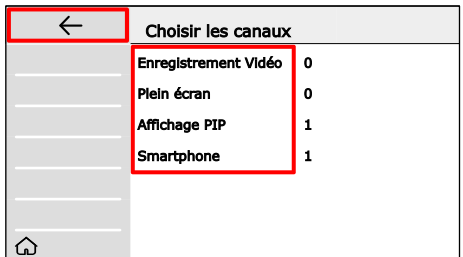 Choisir les canaux
Enregistrement Vidéo 0
Plein écran 0
Affichage PIP 1
Smartphone 1